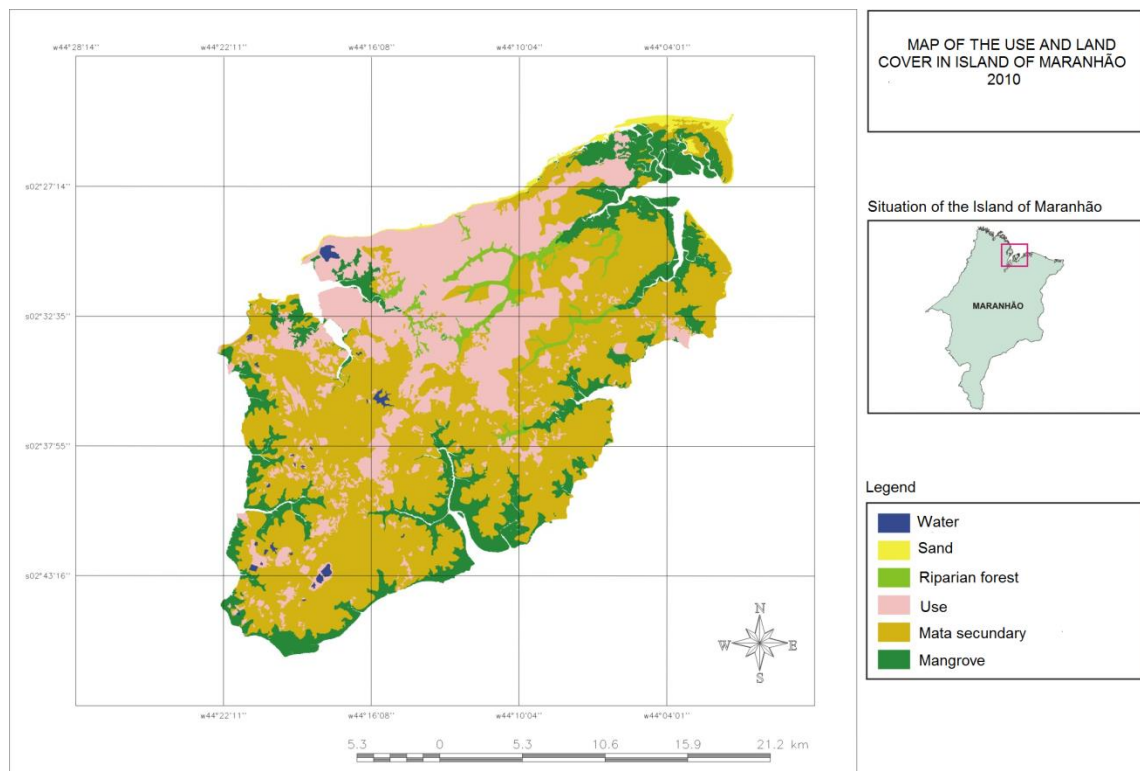 MAP OF THE USE AND LAND
COVER IN ISLAND OF MARANHÃO
2010
w44°28'14''
w44°22'11''
w44°16'08''
w44°10'04''
w44°04'01''
s02°27'14''
s02°32'35''
s02°37'55''
s02°43'16''
N
W
E
S
w44°22'11''
w44°16'08''
w44°10'04''
w44°04'01''
5.3 0 5.3 10.6 15.9 21.2 km
Situation of the Island of Maranhão
MARANHÃO
Legend
Water
Sand
Riparian forest
Use
Mata secundary
Mangrove